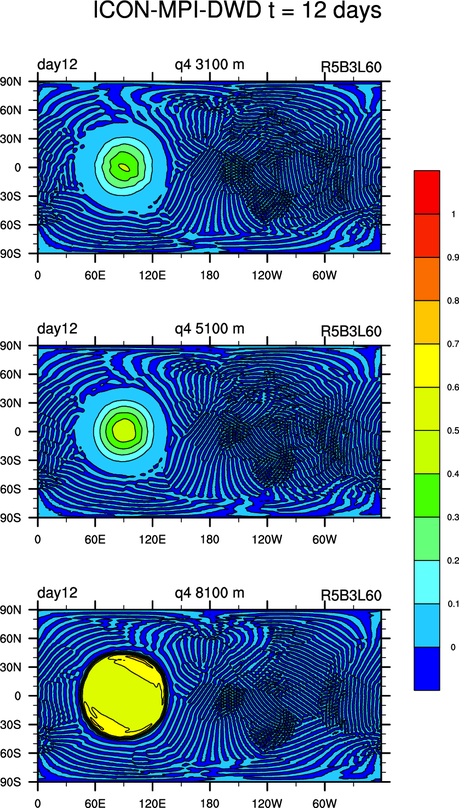 ICON-MPI-DWD t = 12 days
day12 q4 3100 m R5B3L60
90N
60N
30N
0
30S
60S
90S
0 60E 120E 180 120W 60W
day12 q4 5100 m R5B3L60
90N
60N
30N
0
30S
60S
90S
0 60E 120E 180 120W 60W
day12 q4 8100 m R5B3L60
90N
60N
30N
0
30S
60S
90S
0 60E 120E 180 120W 60W
1
0.9
0.8
0.7
0.6
0.5
0.4
0.3
0.2
0.1
0